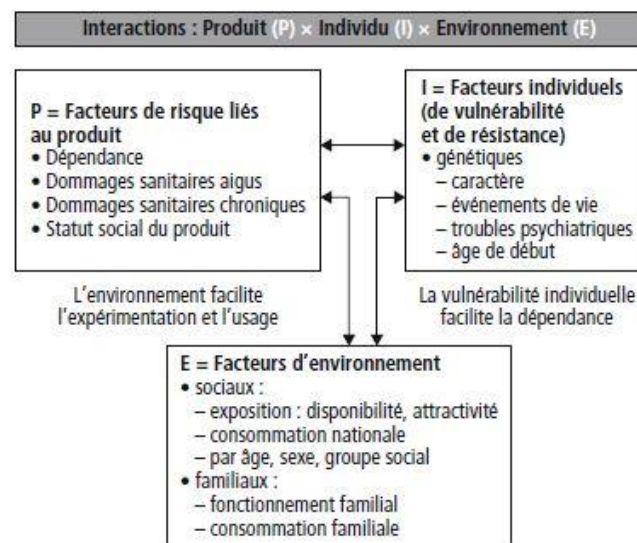 Interactions : Produit (P) × Individu (I) × Environnement (E)
P = Facteurs de risque liés
au produit
• Dépendance
• Dommages sanitaires aigus
• Dommages sanitaires chroniques
• Statut social du produit
I = Facteurs individuels
(de vulnérabilité
et de résistance)
• génétiques
– caractère
– événements de vie
– troubles psychiatriques
– âge de début
L'environnement facilite
l'expérimentation et l'usage
La vulnérabilité individuelle
facilite la dépendance
E = Facteurs d'environnement
• sociaux :
– exposition : disponibilité, attractivité
– consommation nationale
– par âge, sexe, groupe social
• familiaux :
– fonctionnement familial
– consommation familiale